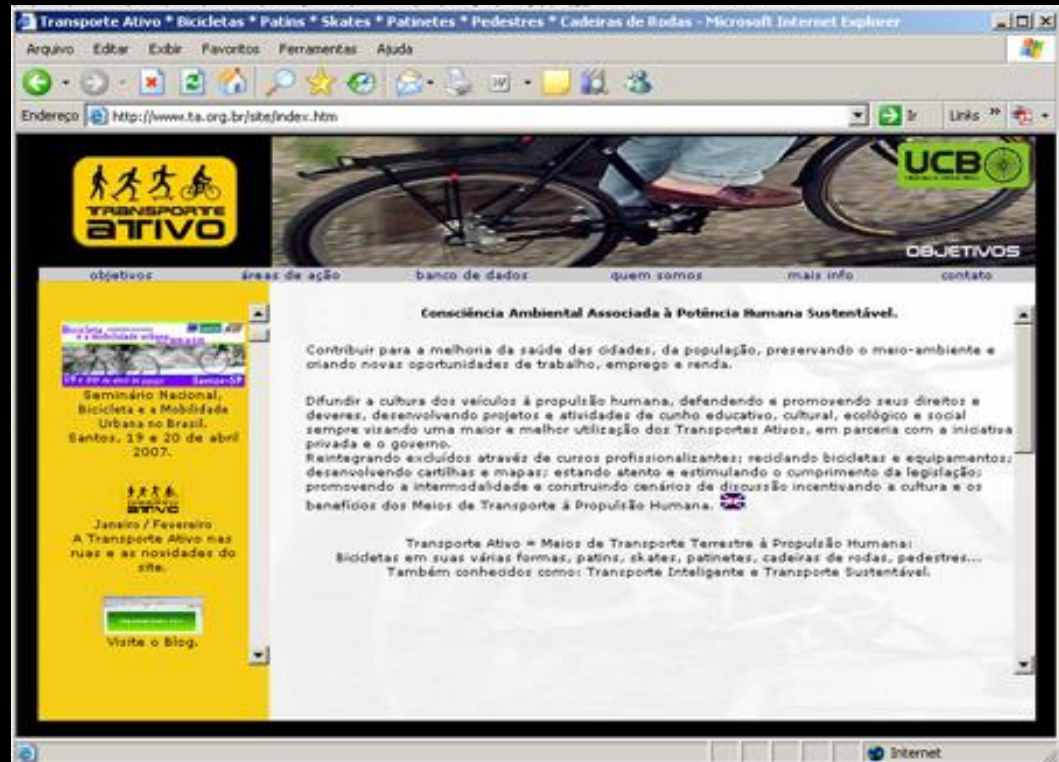 Transporte Ativo * Bicicletas * Patins * Skates * Patinetes * Pedestres * Cadeiras de Rodas - Microsoft Internet Explorer
Arquivo Editar Exibir Favoritos Ferramentas Ajuda
Endereço http://www.ta.org.br/site/index.htm Ir Links
TRANSPORTE
ATIVO
UCB
OBJETIVOS
objetivos áreas de ação banco de dados quem somos mais info contato
Seminário Nacional,
Bicicleta e a Mobilidade
Urbana no Brasil.
Santos, 19 e 20 de abril
2007.
Janeiro / Fevereiro
A Transporte Ativo nas
ruas e as novidades do
site.
Visite o Blog.
Consciência Ambiental Associada à Potência Humana Sustentável.
Contribuir para a melhoria da saúde das cidades, da população, preservando o meio-ambiente e
criando novas oportunidades de trabalho, emprego e renda.
Difundir a cultura dos veículos à propulsão humana, defendendo e promovendo seus direitos e
deveres, desenvolvendo projetos e atividades de cunho educativo, cultural, ecológico e social
sempre visando uma maior e melhor utilização dos Transportes Ativos, em parceria com a iniciativa
privada e o governo.
Reintegrando excluídos através de cursos profissionalizantes; reciclando bicicletas e equipamentos;
desenvolvendo cartilhas e mapas; estando atento e estimulando o cumprimento da legislação;
promovendo a intermodalidade e construindo cenários de discussão incentivando a cultura e os
benefícios dos Meios de Transporte à Propulsão Humana.
Transporte Ativo = Meios de Transporte Terrestre à Propulsão Humana:
Bicicletas em suas várias formas, patins, skates, patinetes, cadeiras de rodas, pedestres...
Também conhecidos como: Transporte Inteligente e Transporte Sustentável.
Internet